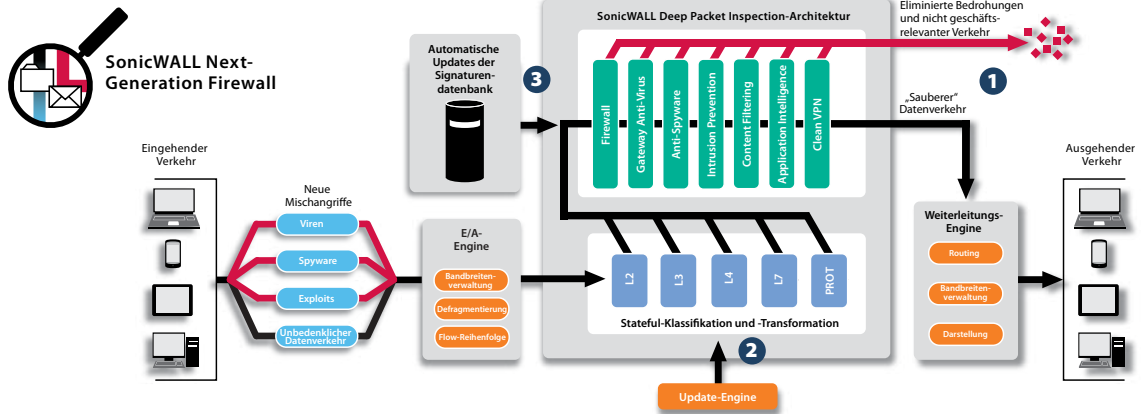 SonicWALL Next-
Generation Firewall
SonicWALL Deep Packet Inspection-Architektur
Eliminierte Bedrohungen
und nicht geschäfts-
relevanter Verkehr
Automatische
Updates der
Signaturen-
datenbank
3
1
Firewall
Gateway Anti-Virus
Anti-Spyware
Intrusion Prevention
Content Filtering
Application Intelligence
Clean VPN
„Sauberer"
Datenverkehr
Eingehender
Verkehr
Neue
Mischangriffe
Viren
Spyware
Exploits
Unbedenklicher
Datenverkehr
E/A-
Engine
Bandbreiten-
verwaltung
Defragmentierung
Flow-Reihenfolge
L2
L3
L4
L7
PROT
Stateful-Klassifikation und -Transformation
2
Update-Engine
Weiterleitungs-
Engine
Routing
Bandbreiten-
verwaltung
Darstellung
Ausgehender
Verkehr